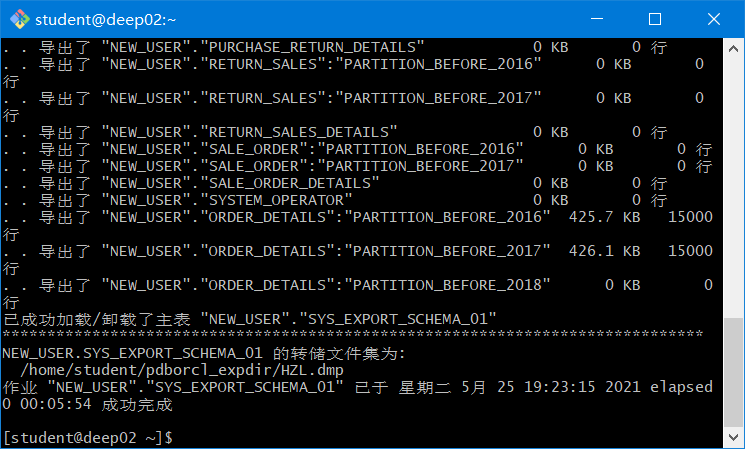 student@deep02:~
. . 导出了 "NEW_USER"."PURCHASE_RETURN_DETAILS" 0 KB 0 行
. . 导出了 "NEW_USER"."RETURN_SALES":"PARTITION_BEFORE_2016" 0 KB 0
行
. . 导出了 "NEW_USER"."RETURN_SALES":"PARTITION_BEFORE_2017" 0 KB 0
行
. . 导出了 "NEW_USER"."RETURN_SALES_DETAILS" 0 KB 0 行
. . 导出了 "NEW_USER"."SALE_ORDER":"PARTITION_BEFORE_2016" 0 KB 0 行
. . 导出了 "NEW_USER"."SALE_ORDER":"PARTITION_BEFORE_2017" 0 KB 0 行
. . 导出了 "NEW_USER"."SALE_ORDER_DETAILS" 0 KB 0 行
. . 导出了 "NEW_USER"."SYSTEM_OPERATOR" 0 KB 0 行
. . 导出了 "NEW_USER"."ORDER_DETAILS":"PARTITION_BEFORE_2016" 425.7 KB 15000
行
. . 导出了 "NEW_USER"."ORDER_DETAILS":"PARTITION_BEFORE_2017" 426.1 KB 15000
行
. . 导出了 "NEW_USER"."ORDER_DETAILS":"PARTITION_BEFORE_2018" 0 KB 0
行
已成功加载/卸载了主表 "NEW_USER"."SYS_EXPORT_SCHEMA_01"
******************************************************************************
NEW_USER.SYS_EXPORT_SCHEMA_01 的转储文件集为:
/home/student/pdborcl_expdir/HZL.dmp
作业 "NEW_USER"."SYS_EXPORT_SCHEMA_01" 已于 星期二 5月 25 19:23:15 2021 elapsed
0 00:05:54 成功完成
[student@deep02 ~]$